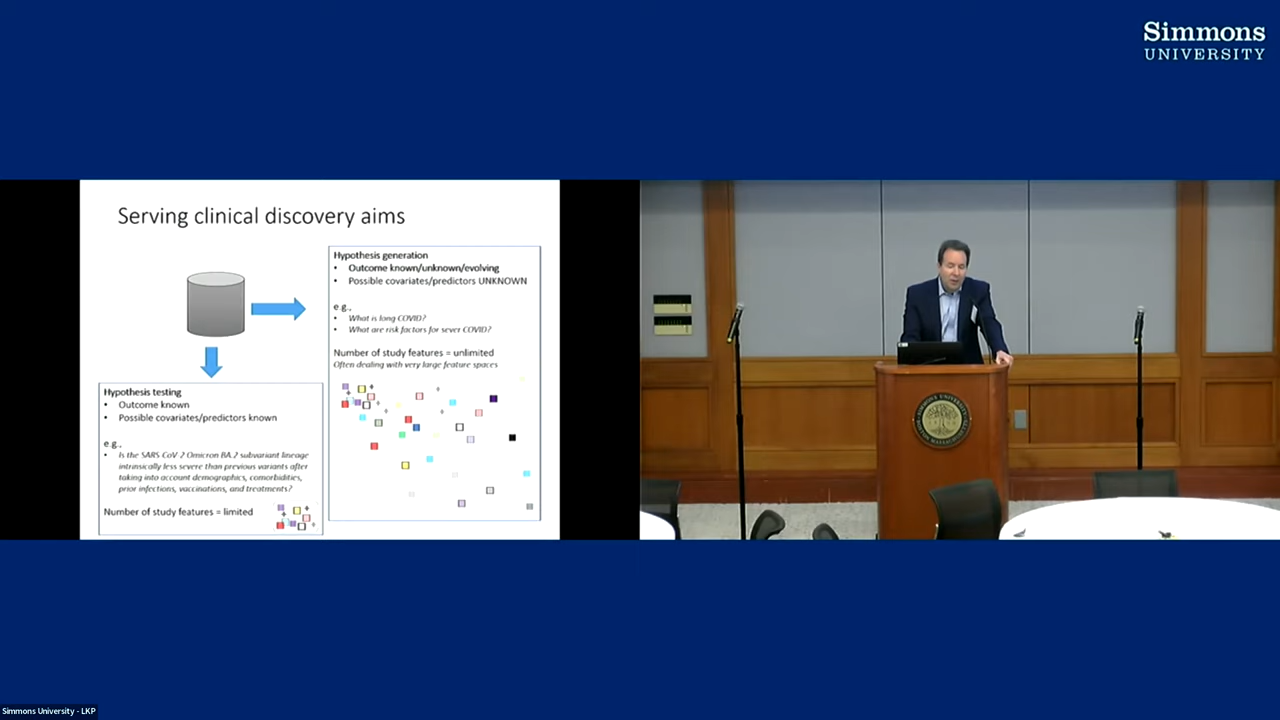 Simmons
UNIVERSITY
Serving clinical discovery aims
Hypothesis generation
• Outcome known/unknown/evolving
• Possible covariates/predictors UNKNOWN
e.g.,
• What is long COVID?
• What are risk factors for sever COVID?
Number of study features = unlimited
Often dealing with very large feature spaces
Hypothesis testing
• Outcome known
• Possible covariates/predictors known
e.g.,
• Is the SARS CoV-2 Omicron BA.2 subvariant lineage
intrinsically less severe than previous variants after
taking into account demographics, comorbidities,
prior infections, vaccinations, and treatments?
Number of study features = limited
Simmons University - LKP